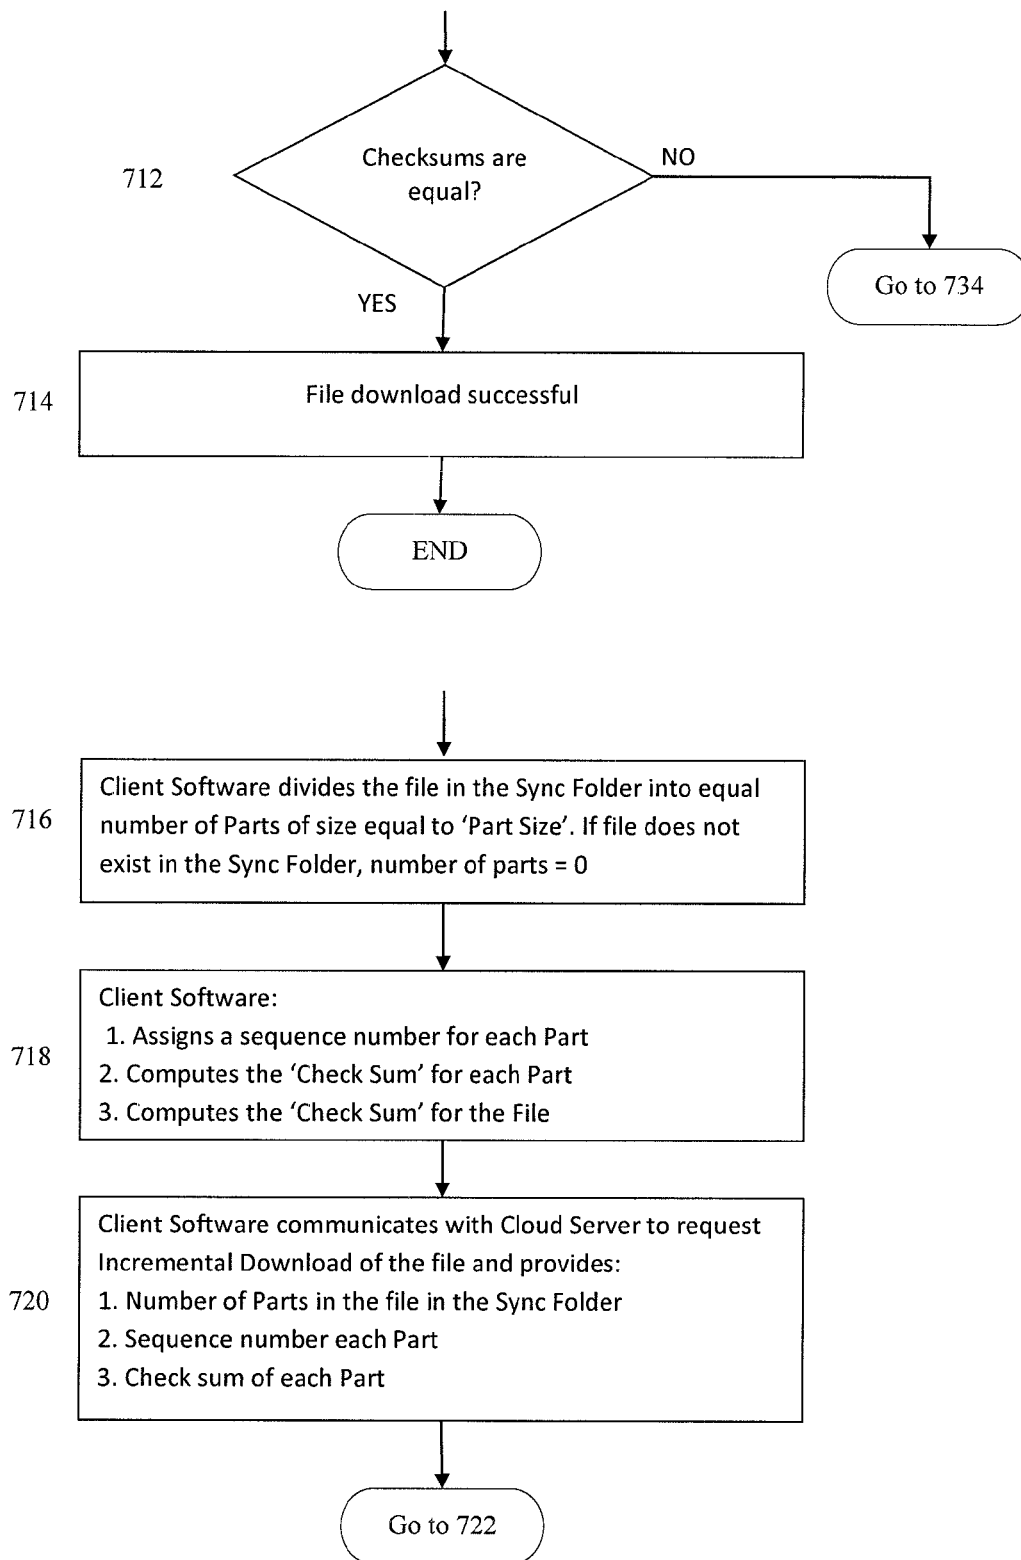 712
Checksums are
equal?
NO
Go to 734
YES
714
File download successful
END
716
Client Software divides the file in the Sync Folder into equal
number of Parts of size equal to ‘Part Size’. If file does not
exist in the Sync Folder, number of parts = 0
718
Client Software:
1. Assigns a sequence number for each Part
2. Computes the ‘Check Sum’ for each Part
3. Computes the ‘Check Sum’ for the File
720
Client Software communicates with Cloud Server to request
Incremental Download of the file and provides:
1. Number of Parts in the file in the Sync Folder
2. Sequence number each Part
3. Check sum of each Part
Go to 722